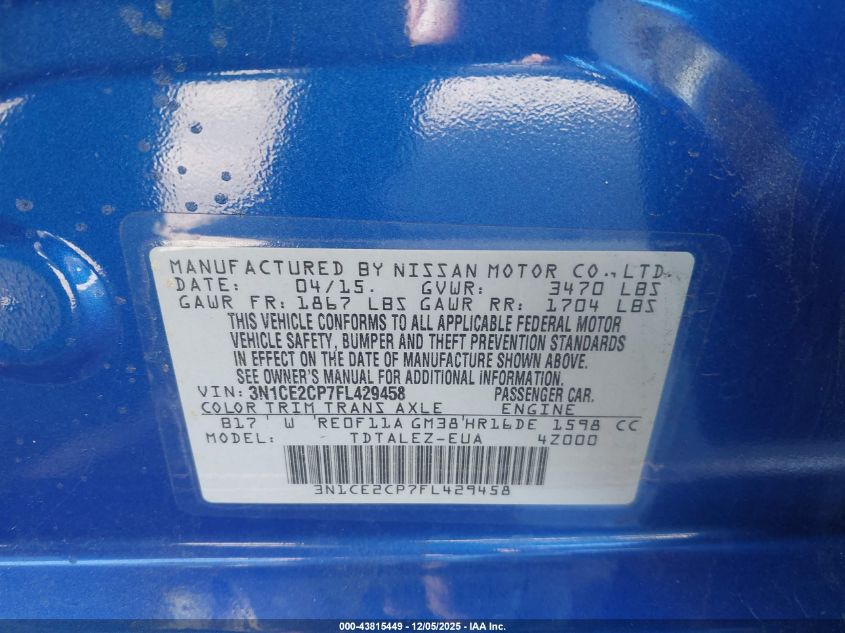 MANUFACTURED BY NISSAN MOTOR CO., LTD.
DATE: 04/15. GVWR: 3470 LBS
GAWR FR: 1867 LBS GAWR RR: 1704 LBS
THIS VEHICLE CONFORMS TO ALL APPLICABLE FEDERAL MOTOR
VEHICLE SAFETY, BUMPER AND THEFT PREVENTION STANDARDS
IN EFFECT ON THE DATE OF MANUFACTURE SHOWN ABOVE.
SEE OWNER'S MANUAL FOR ADDITIONAL INFORMATION.
VIN: 3N1CE2CP7FL429458 PASSENGER CAR.
COLOR TRIM TRANS AXLE ENGINE
B17 W RE0F11A GM38 HR16DE 1598 CC
MODEL: TDTALEZ-EUA 4Z000
3N1CE2CP7FL429458
000-43815449 - 12/05/2025 - IAA Inc.